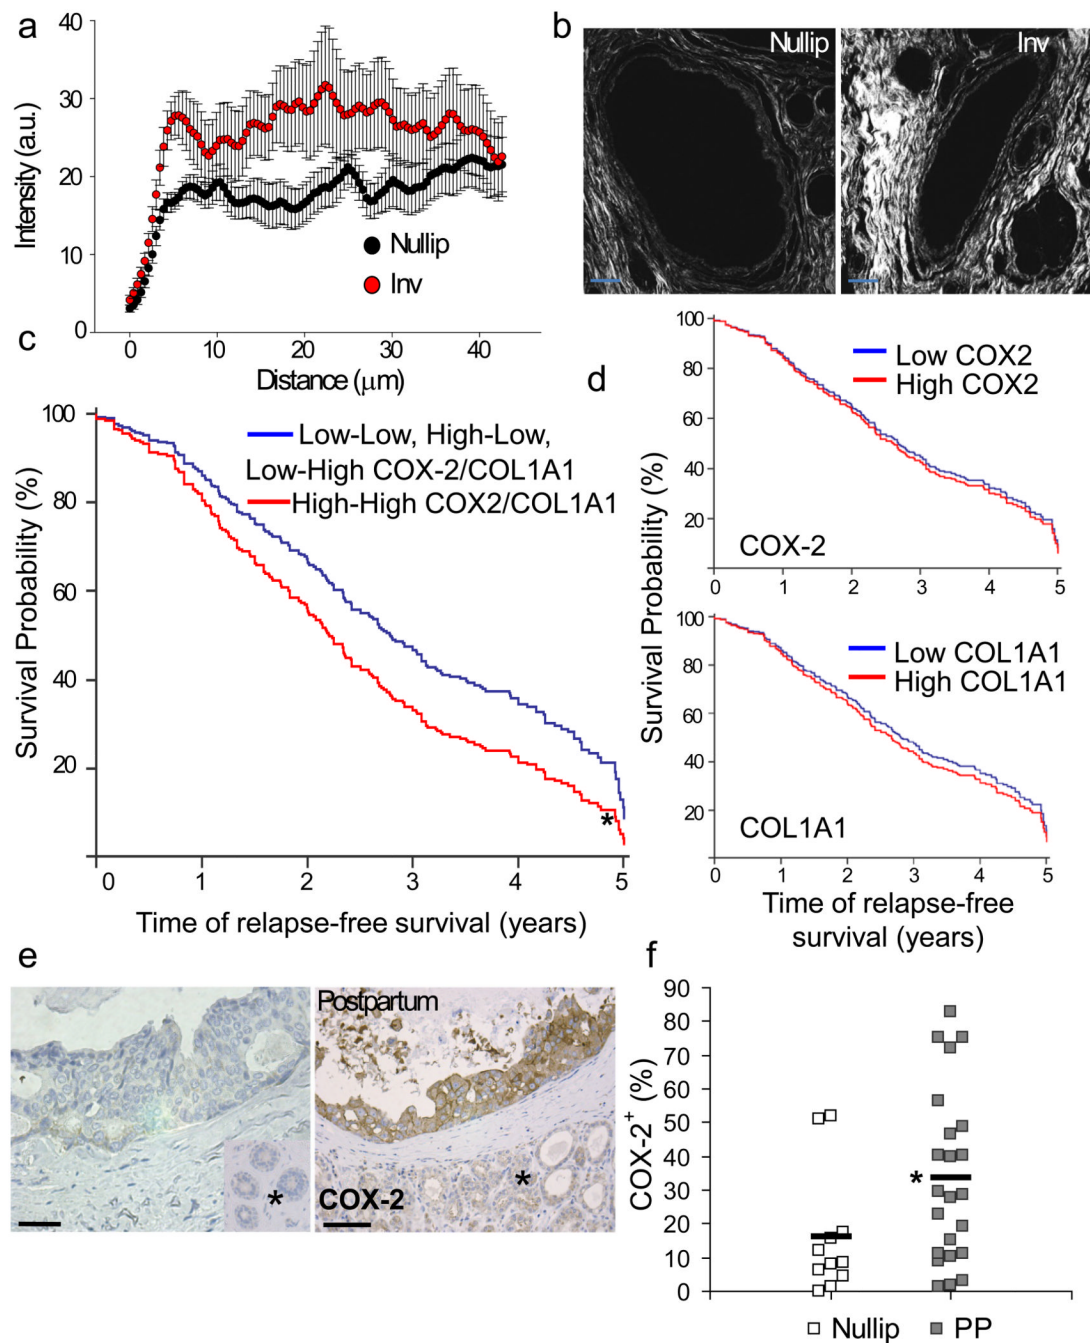 a
40
30
20
10
0
Intensity (a.u.)
Nullip
Inv
0 10 20 30 40
Distance (μm)
b
Nullip
Inv
c
100
80
60
40
20
Survival Probability (%)
Low-Low, High-Low,
Low-High COX-2/COL1A1
High-High COX2/COL1A1
*
0 1 2 3 4 5
Time of relapse-free survival (years)
d
100
80
60
40
20
Low COX2
High COX2
COX-2
0 1 2 3 4 5
Survival Probability (%)
100
80
60
40
20
Low COL1A1
High COL1A1
COL1A1
0 1 2 3 4 5
Time of relapse-free
survival (years)
e
*
Postpartum
COX-2
*
f
90
80
70
60
50
40
30
20
10
0
COX-2+ (%)
*
Nullip PP